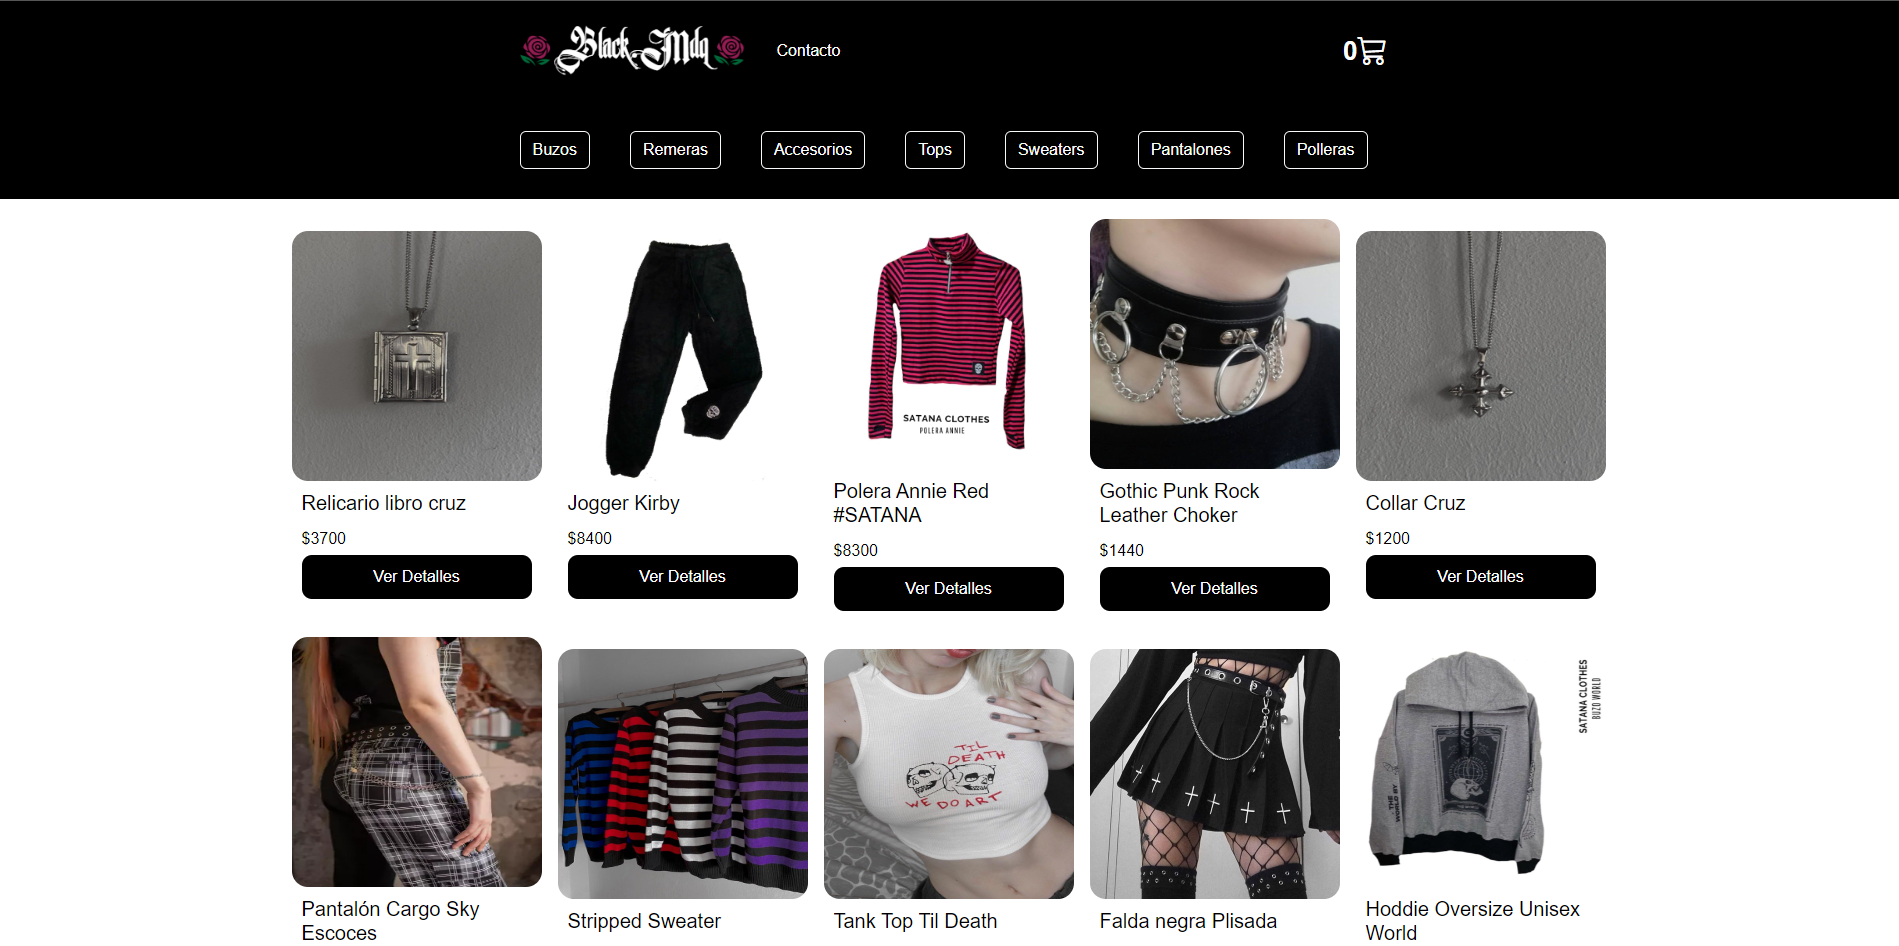 Black.Mdq
Contacto
0
Buzos
Remeras
Accesorios
Tops
Sweaters
Pantalones
Polleras
SATANA CLOTHES
POLERA ANNIE
Relicario libro cruz
$3700
Ver Detalles
Jogger Kirby
$8400
Ver Detalles
Polera Annie Red
#SATANA
$8300
Ver Detalles
Gothic Punk Rock
Leather Choker
$1440
Ver Detalles
Collar Cruz
$1200
Ver Detalles
TIL
DEATH
WE DO ART
SATANA CLOTHES
BUZO WORLD
THE
WORLD BY
Pantalón Cargo Sky
Escoces
Stripped Sweater
Tank Top Til Death
Falda negra Plisada
Hoddie Oversize Unisex
World